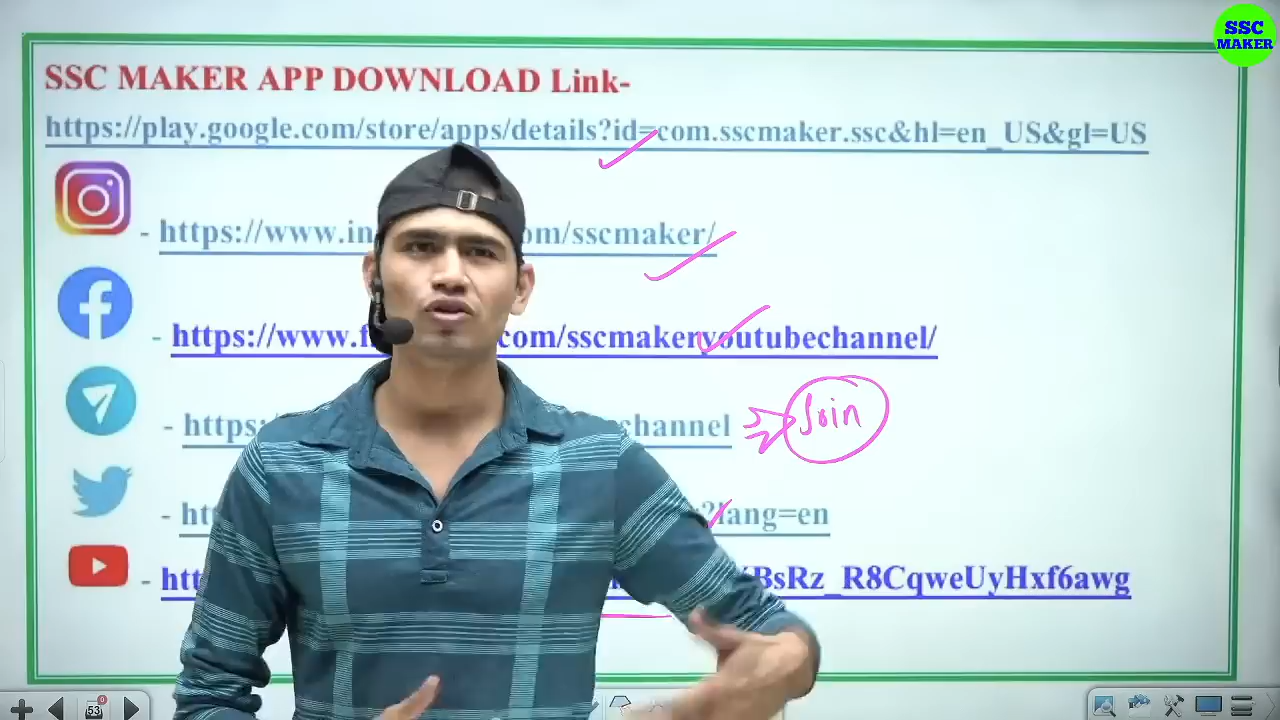 SSC
MAKER
SSC MAKER APP DOWNLOAD Link-
https://play.google.com/store/apps/details?id=com.sscmaker.ssc&hl=en_US&gl=US
- https://www.in om/sscmaker/
- https://www.f com/sscmakeryoutubechannel/
- https: channel Join
- ht ?lang=en
- htt BsRz_R8CqweUyHxf6awg
53